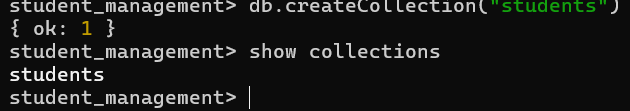 student_management> db.createCollection("students")
{ ok: 1 }
student_management> show collections
students
student_management>